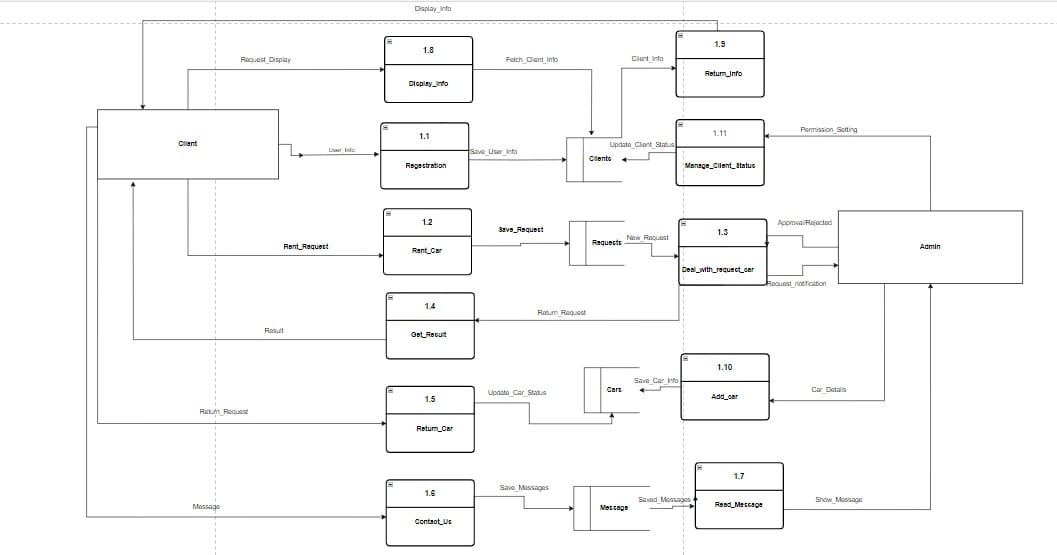 Display_Info
1.8
Display_Info
Request_Display
Fetch_Client_Info
Client_Info
1.9
Return_Info
Client
User_Info
1.1
Regestration
Save_User_Info
Clients
Update_Client_Status
1.11
Manage_Client_Status
Permission_Setting
Rent_Request
1.2
Rent_Car
Save_Request
Requests
New_Request
1.3
Deal_with_request_car
Approval/Rejected
Request_notification
Admin
Result
1.4
Get_Result
Return_Request
Return_Request
1.5
Return_Car
Update_Car_Status
Cars
Save_Car_Info
1.10
Add_car
Car_Details
Message
1.6
Contact_Us
Save_Messages
Message
Saved_Messages
1.7
Read_Message
Show_Message